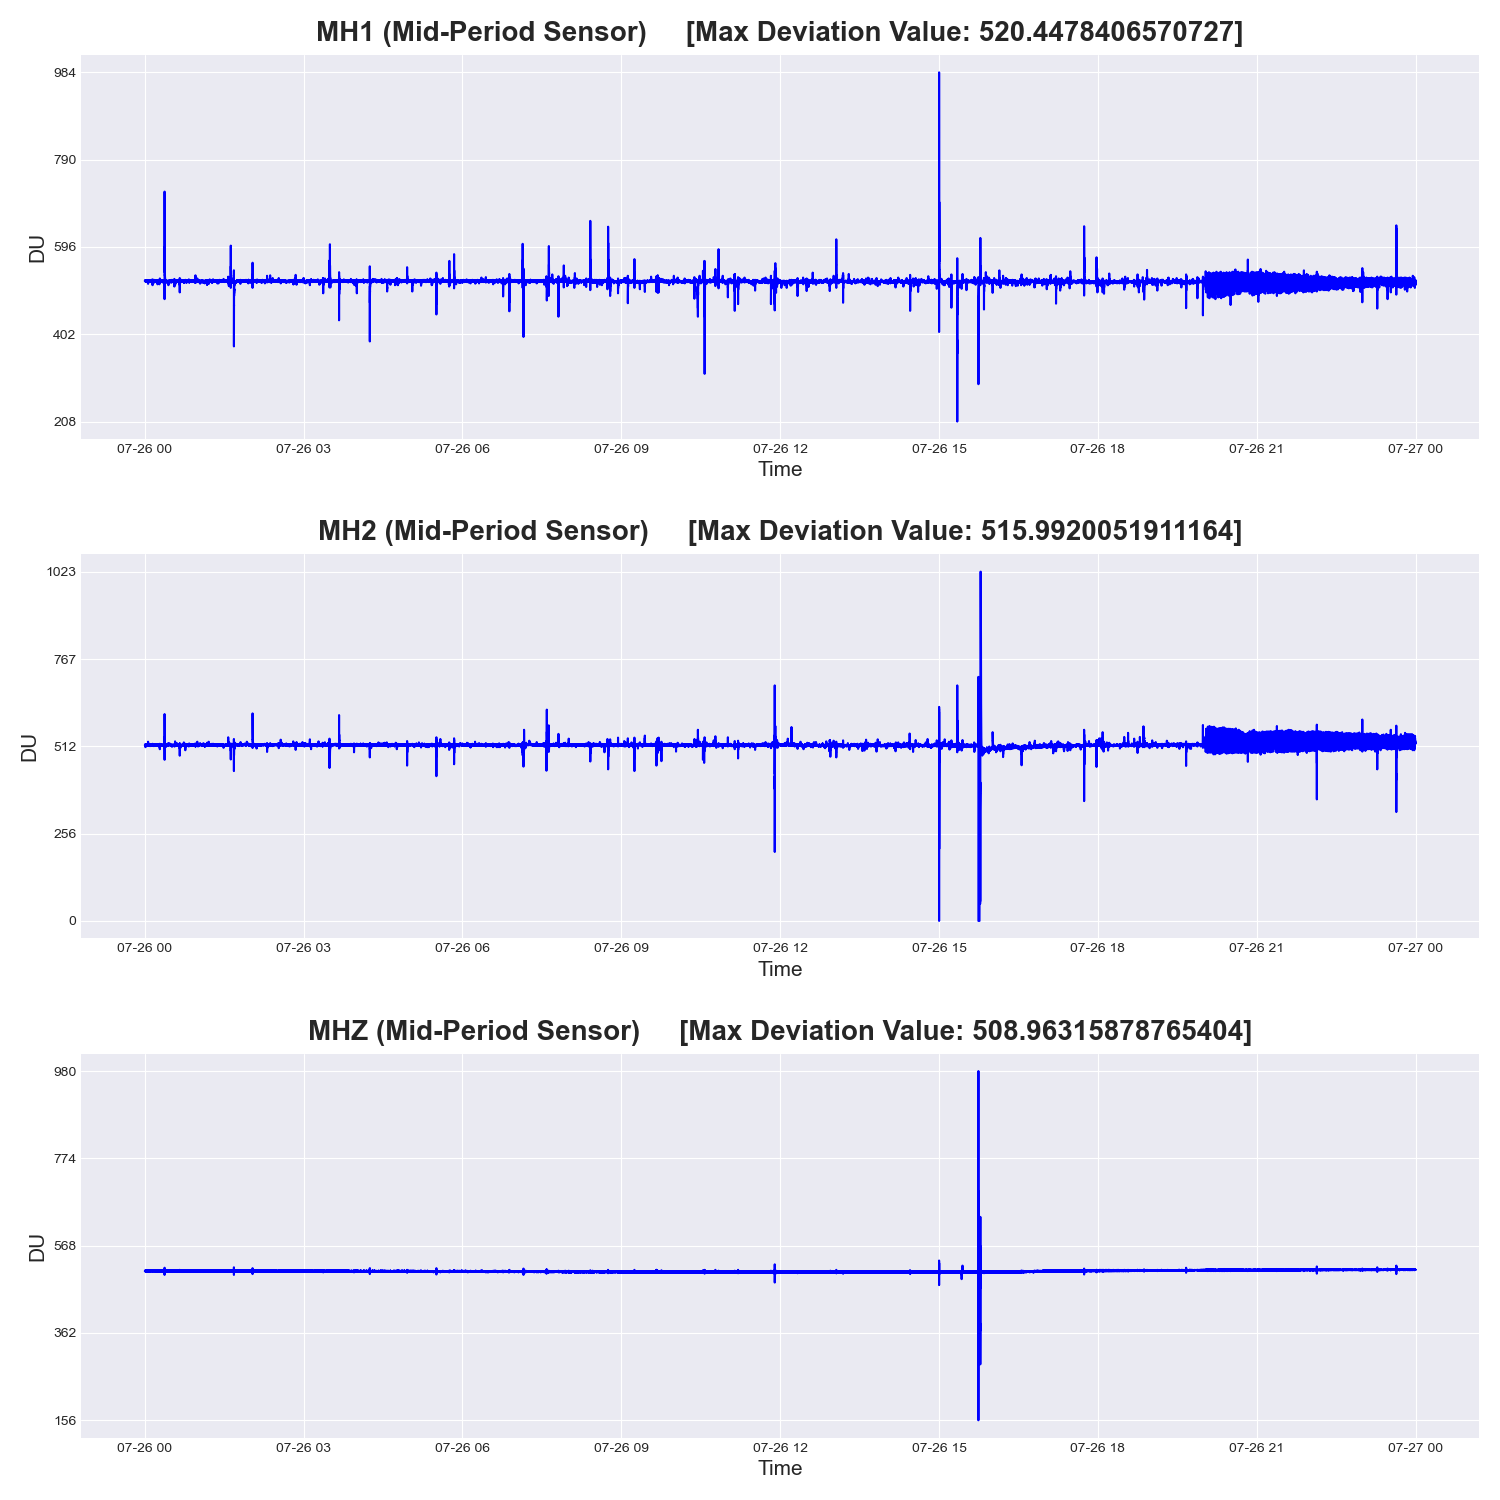 MH1 (Mid-Period Sensor) [Max Deviation Value: 520.4478406570727]
984
790
596
402
208
DU
07-26 00 07-26 03 07-26 06 07-26 09 07-26 12 07-26 15 07-26 18 07-26 21 07-27 00
Time
MH2 (Mid-Period Sensor) [Max Deviation Value: 515.9920051911164]
1023
767
512
256
0
DU
07-26 00 07-26 03 07-26 06 07-26 09 07-26 12 07-26 15 07-26 18 07-26 21 07-27 00
Time
MHZ (Mid-Period Sensor) [Max Deviation Value: 508.96315878765404]
980
774
568
362
156
DU
07-26 00 07-26 03 07-26 06 07-26 09 07-26 12 07-26 15 07-26 18 07-26 21 07-27 00
Time